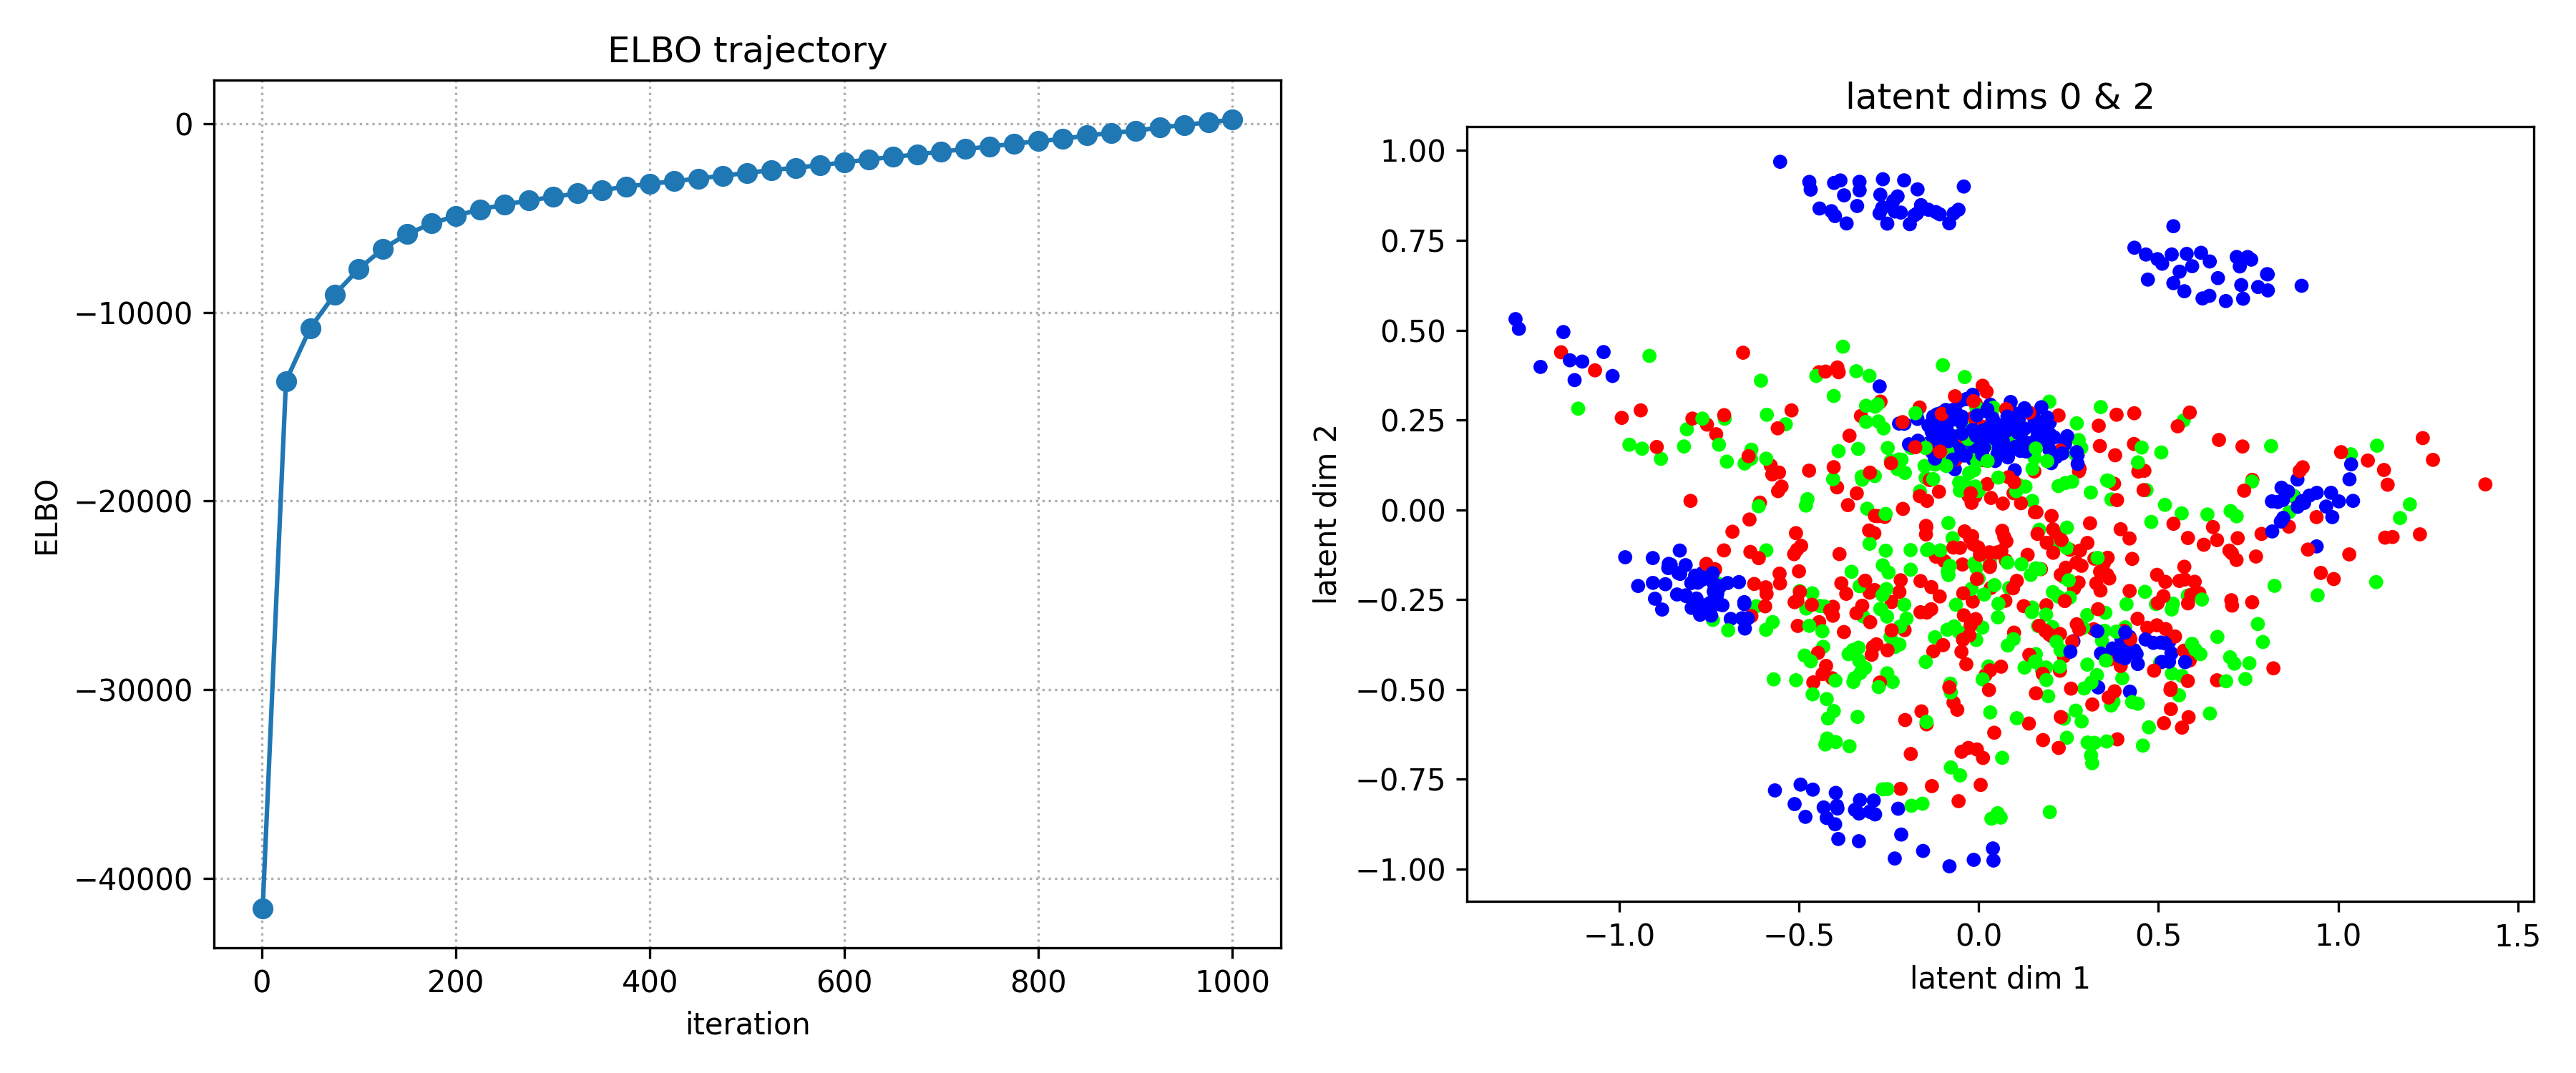 ELBO trajectory
0
−10000
−20000
−30000
−40000
ELBO
0 200 400 600 800 1000
iteration
latent dims 0 & 2
1.00
0.75
0.50
0.25
0.00
−0.25
−0.50
−0.75
−1.00
latent dim 2
−1.0 −0.5 0.0 0.5 1.0 1.5
latent dim 1